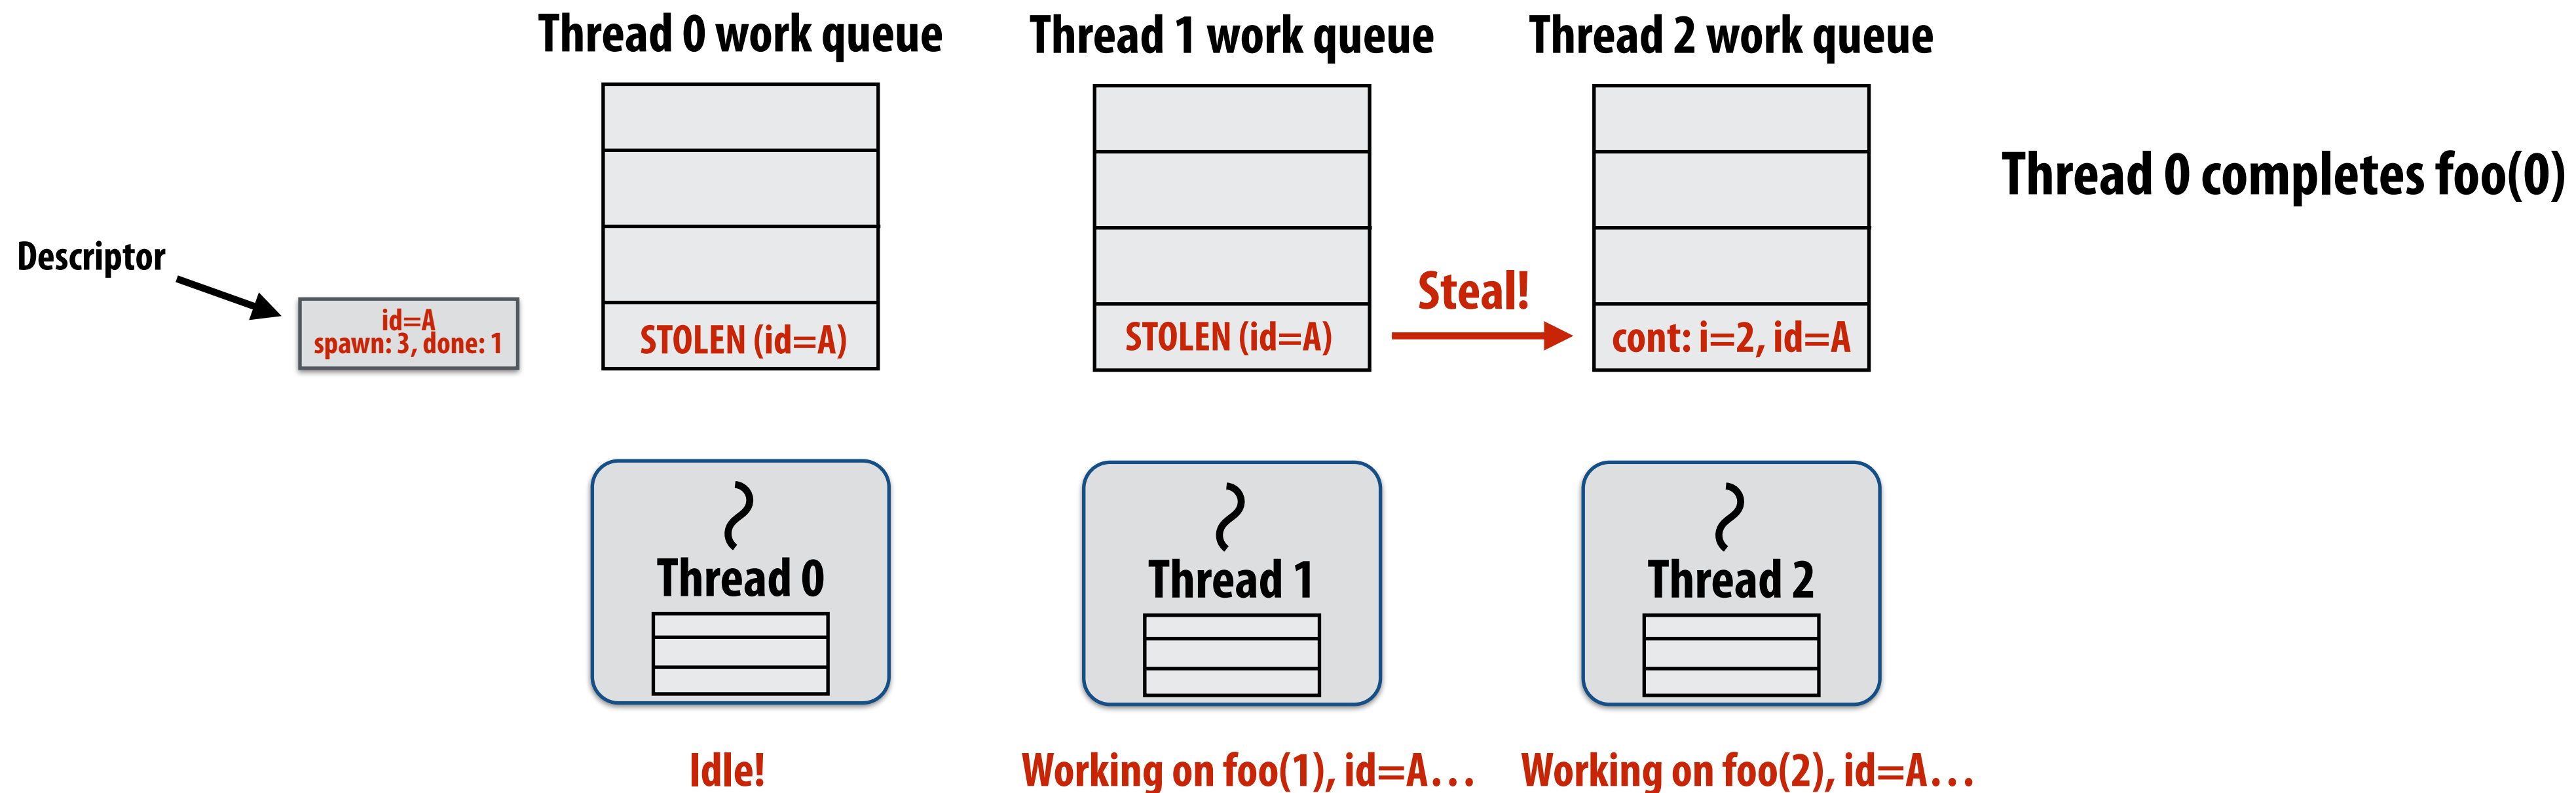 Thread 0 work queue
Thread 1 work queue
Thread 2 work queue
Thread 0 completes foo(0)
Descriptor
id=A
spawn: 3, done: 1
STOLEN (id=A)
STOLEN (id=A)
Steal!
cont: i=2, id=A
Thread 0
Thread 1
Thread 2
Idle!
Working on foo(1), id=A…
Working on foo(2), id=A…